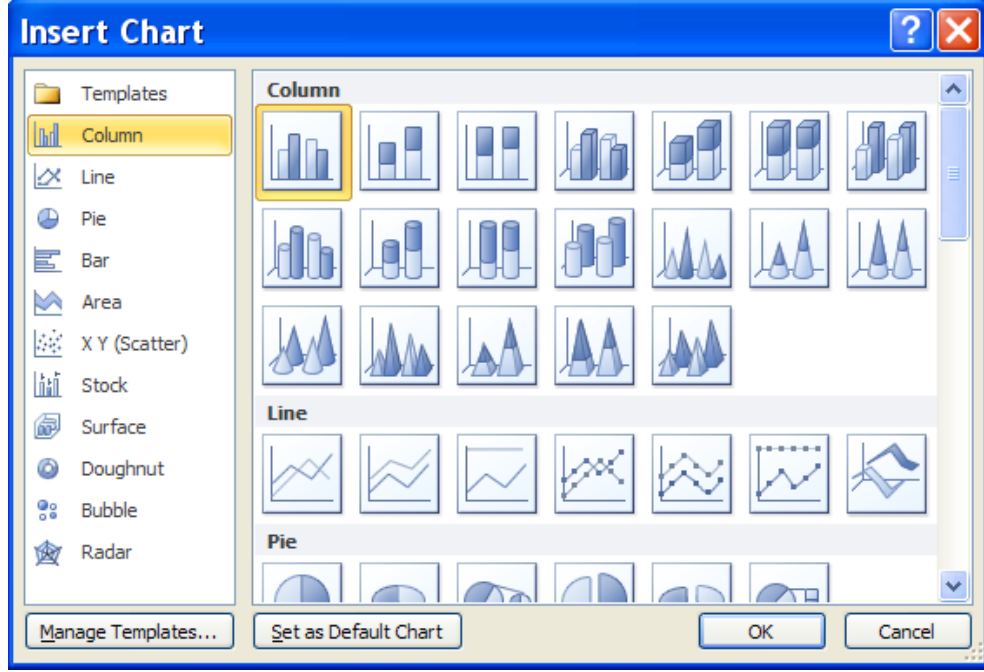 Insert Chart
Templates
Column
Line
Pie
Bar
Area
X Y (Scatter)
Stock
Surface
Doughnut
Bubble
Radar
Column
Line
Pie
Manage Templates...
Set as Default Chart
OK
Cancel